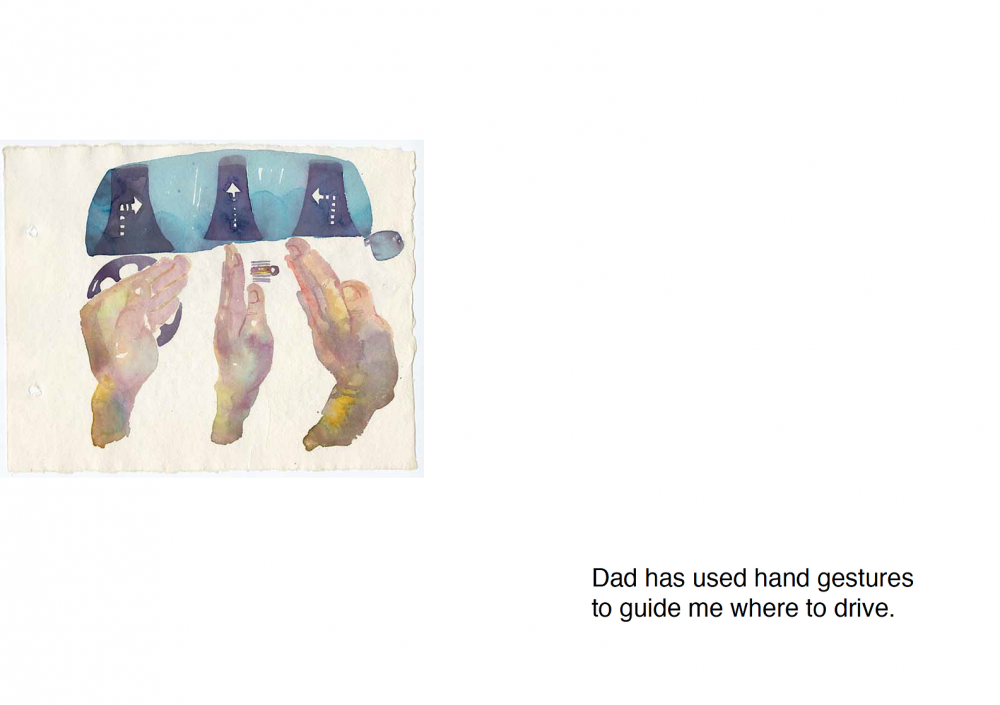 Dad has used hand gestures
to guide me where to drive.